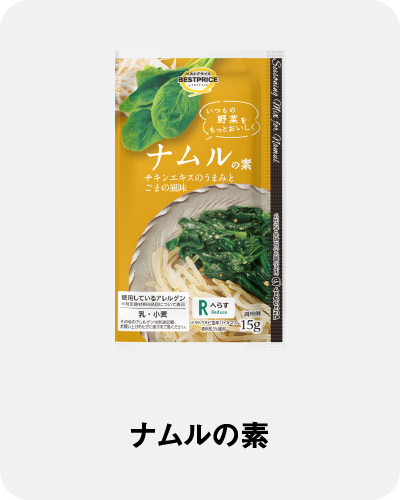 ベストプライス
BESTPRICE
いつもの
野菜を
もっとおいしく
ナムルの素
チキンエキスのうまみと
ごまの風味
Seasoning Mix for Namul
使用しているアレルゲン
乳・小麦
R へらす
Reduce
調理例
15g
ナムルの素